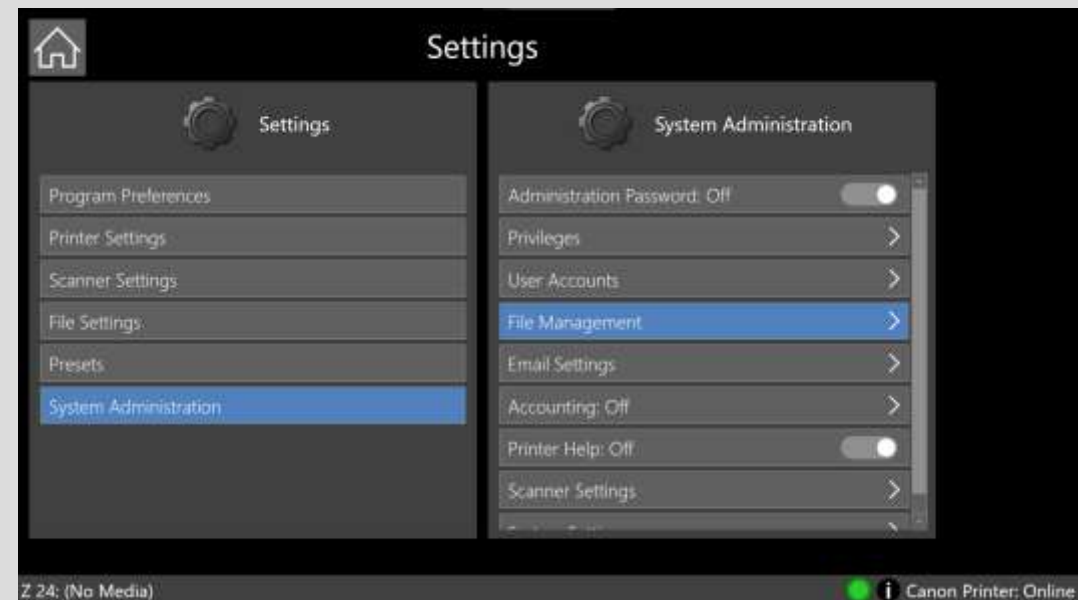 Settings
Settings
Program Preferences
Printer Settings
Scanner Settings
File Settings
Presets
System Administration
System Administration
Administration Password: Off
Privileges
User Accounts
File Management
Email Settings
Accounting: Off
Printer Help: Off
Scanner Settings
Z 24: (No Media)
i Canon Printer: Online